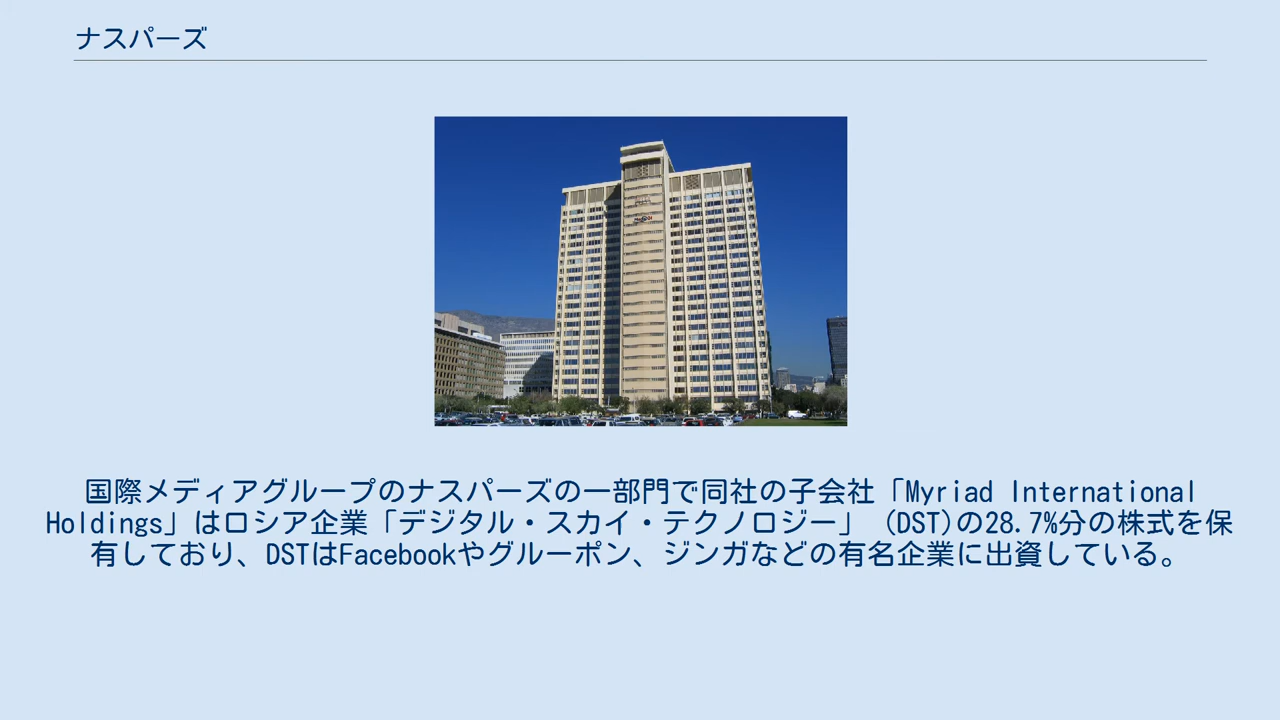 ナスパーズ
国際メディアグループのナスパーズの一部門で同社の子会社「Myriad International
Holdings」はロシア企業「デジタル・スカイ・テクノロジー」 (DST)の28.7%分の株式を保
有しており、DSTはFacebookやグルーポン、ジンガなどの有名企業に出資している。